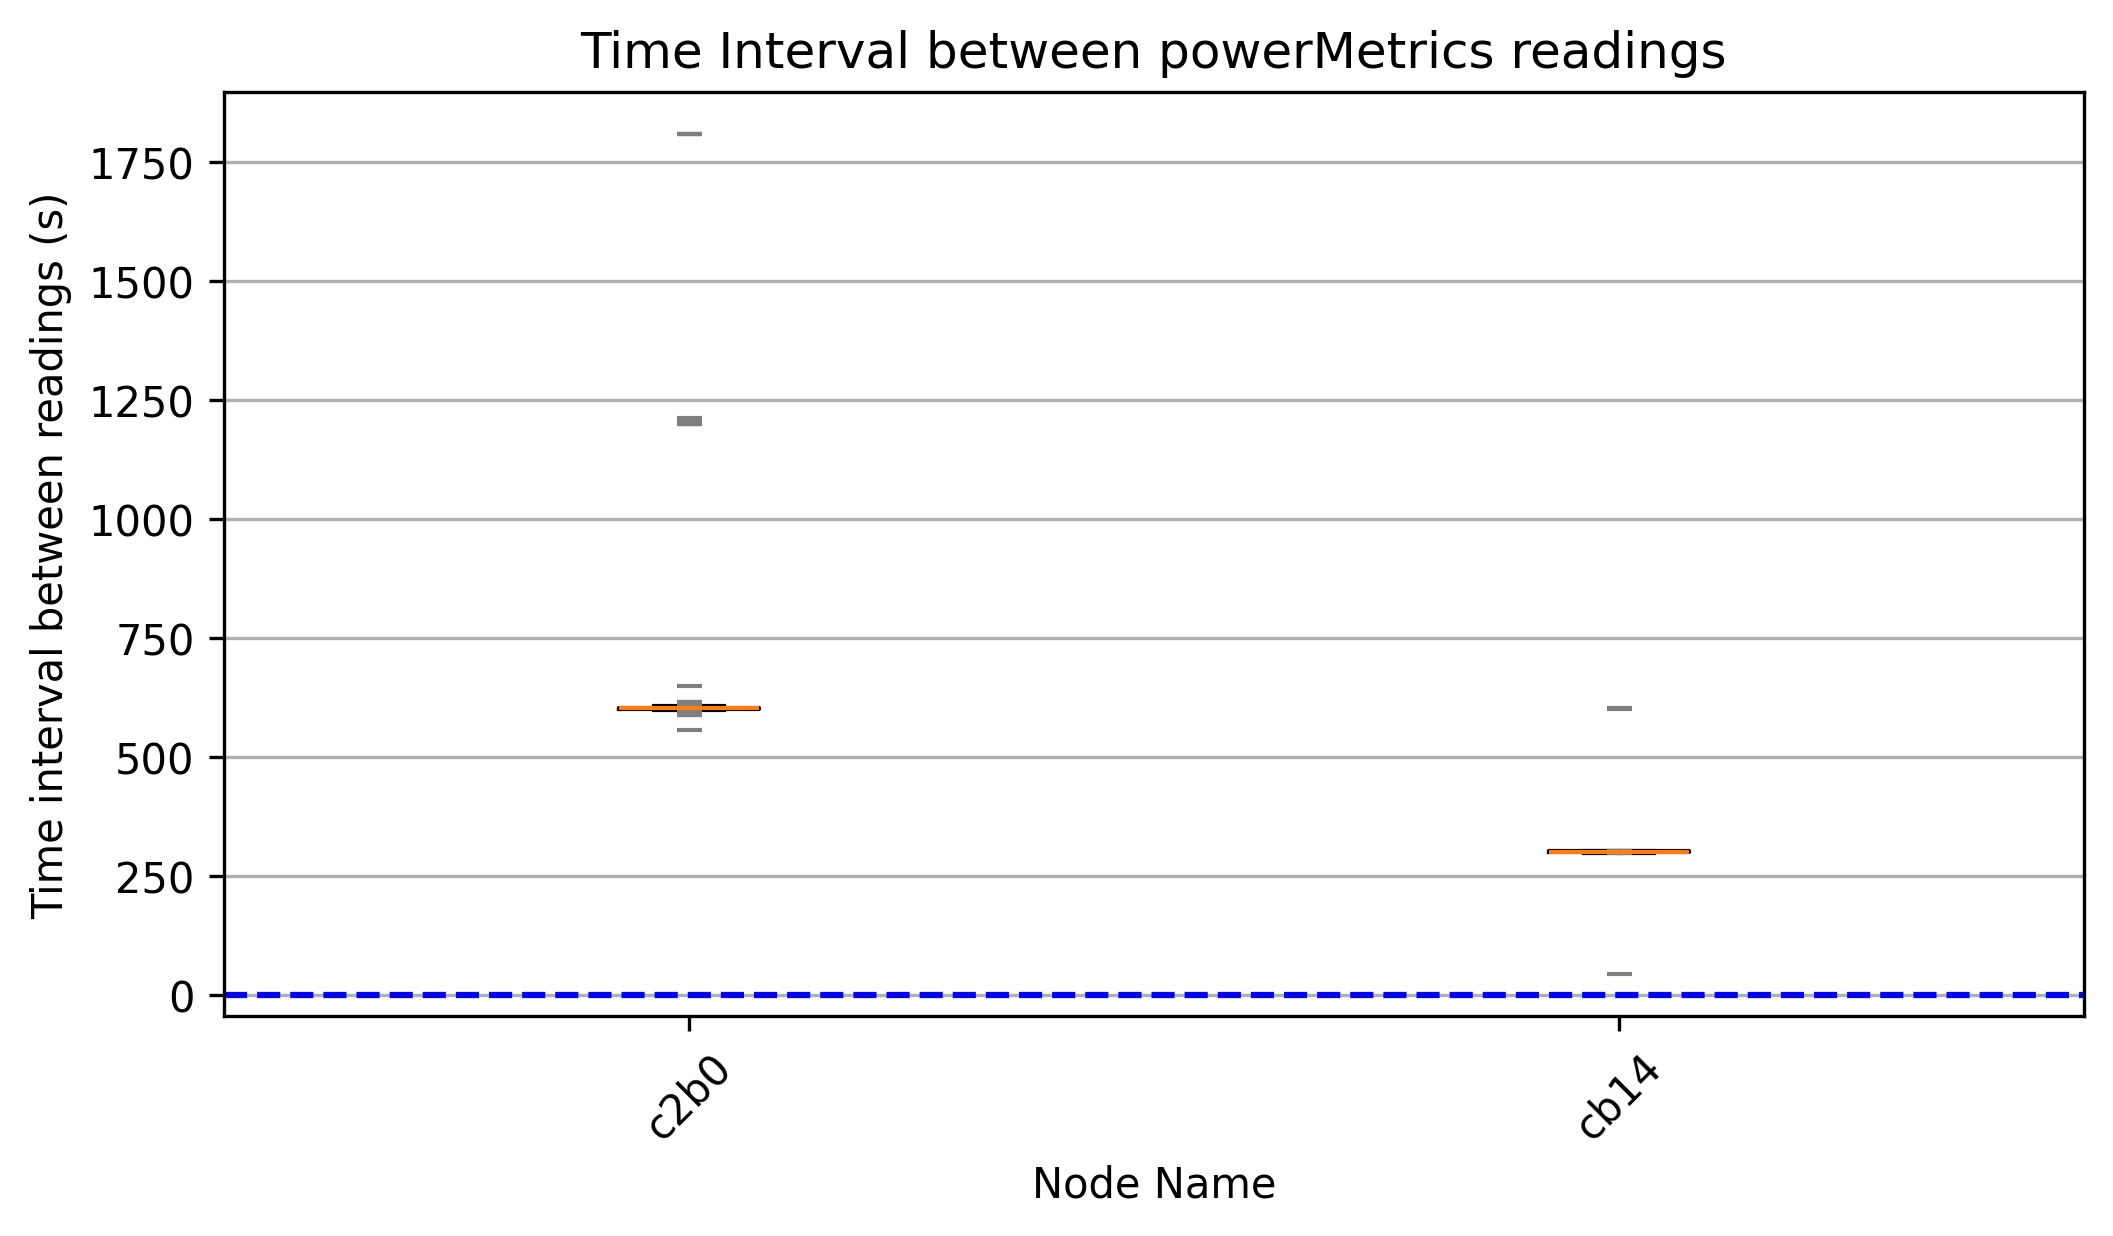 Time Interval between powerMetrics readings
Time interval between readings (s)
1750
1500
1250
1000
750
500
250
0
c2b0
cb14
Node Name